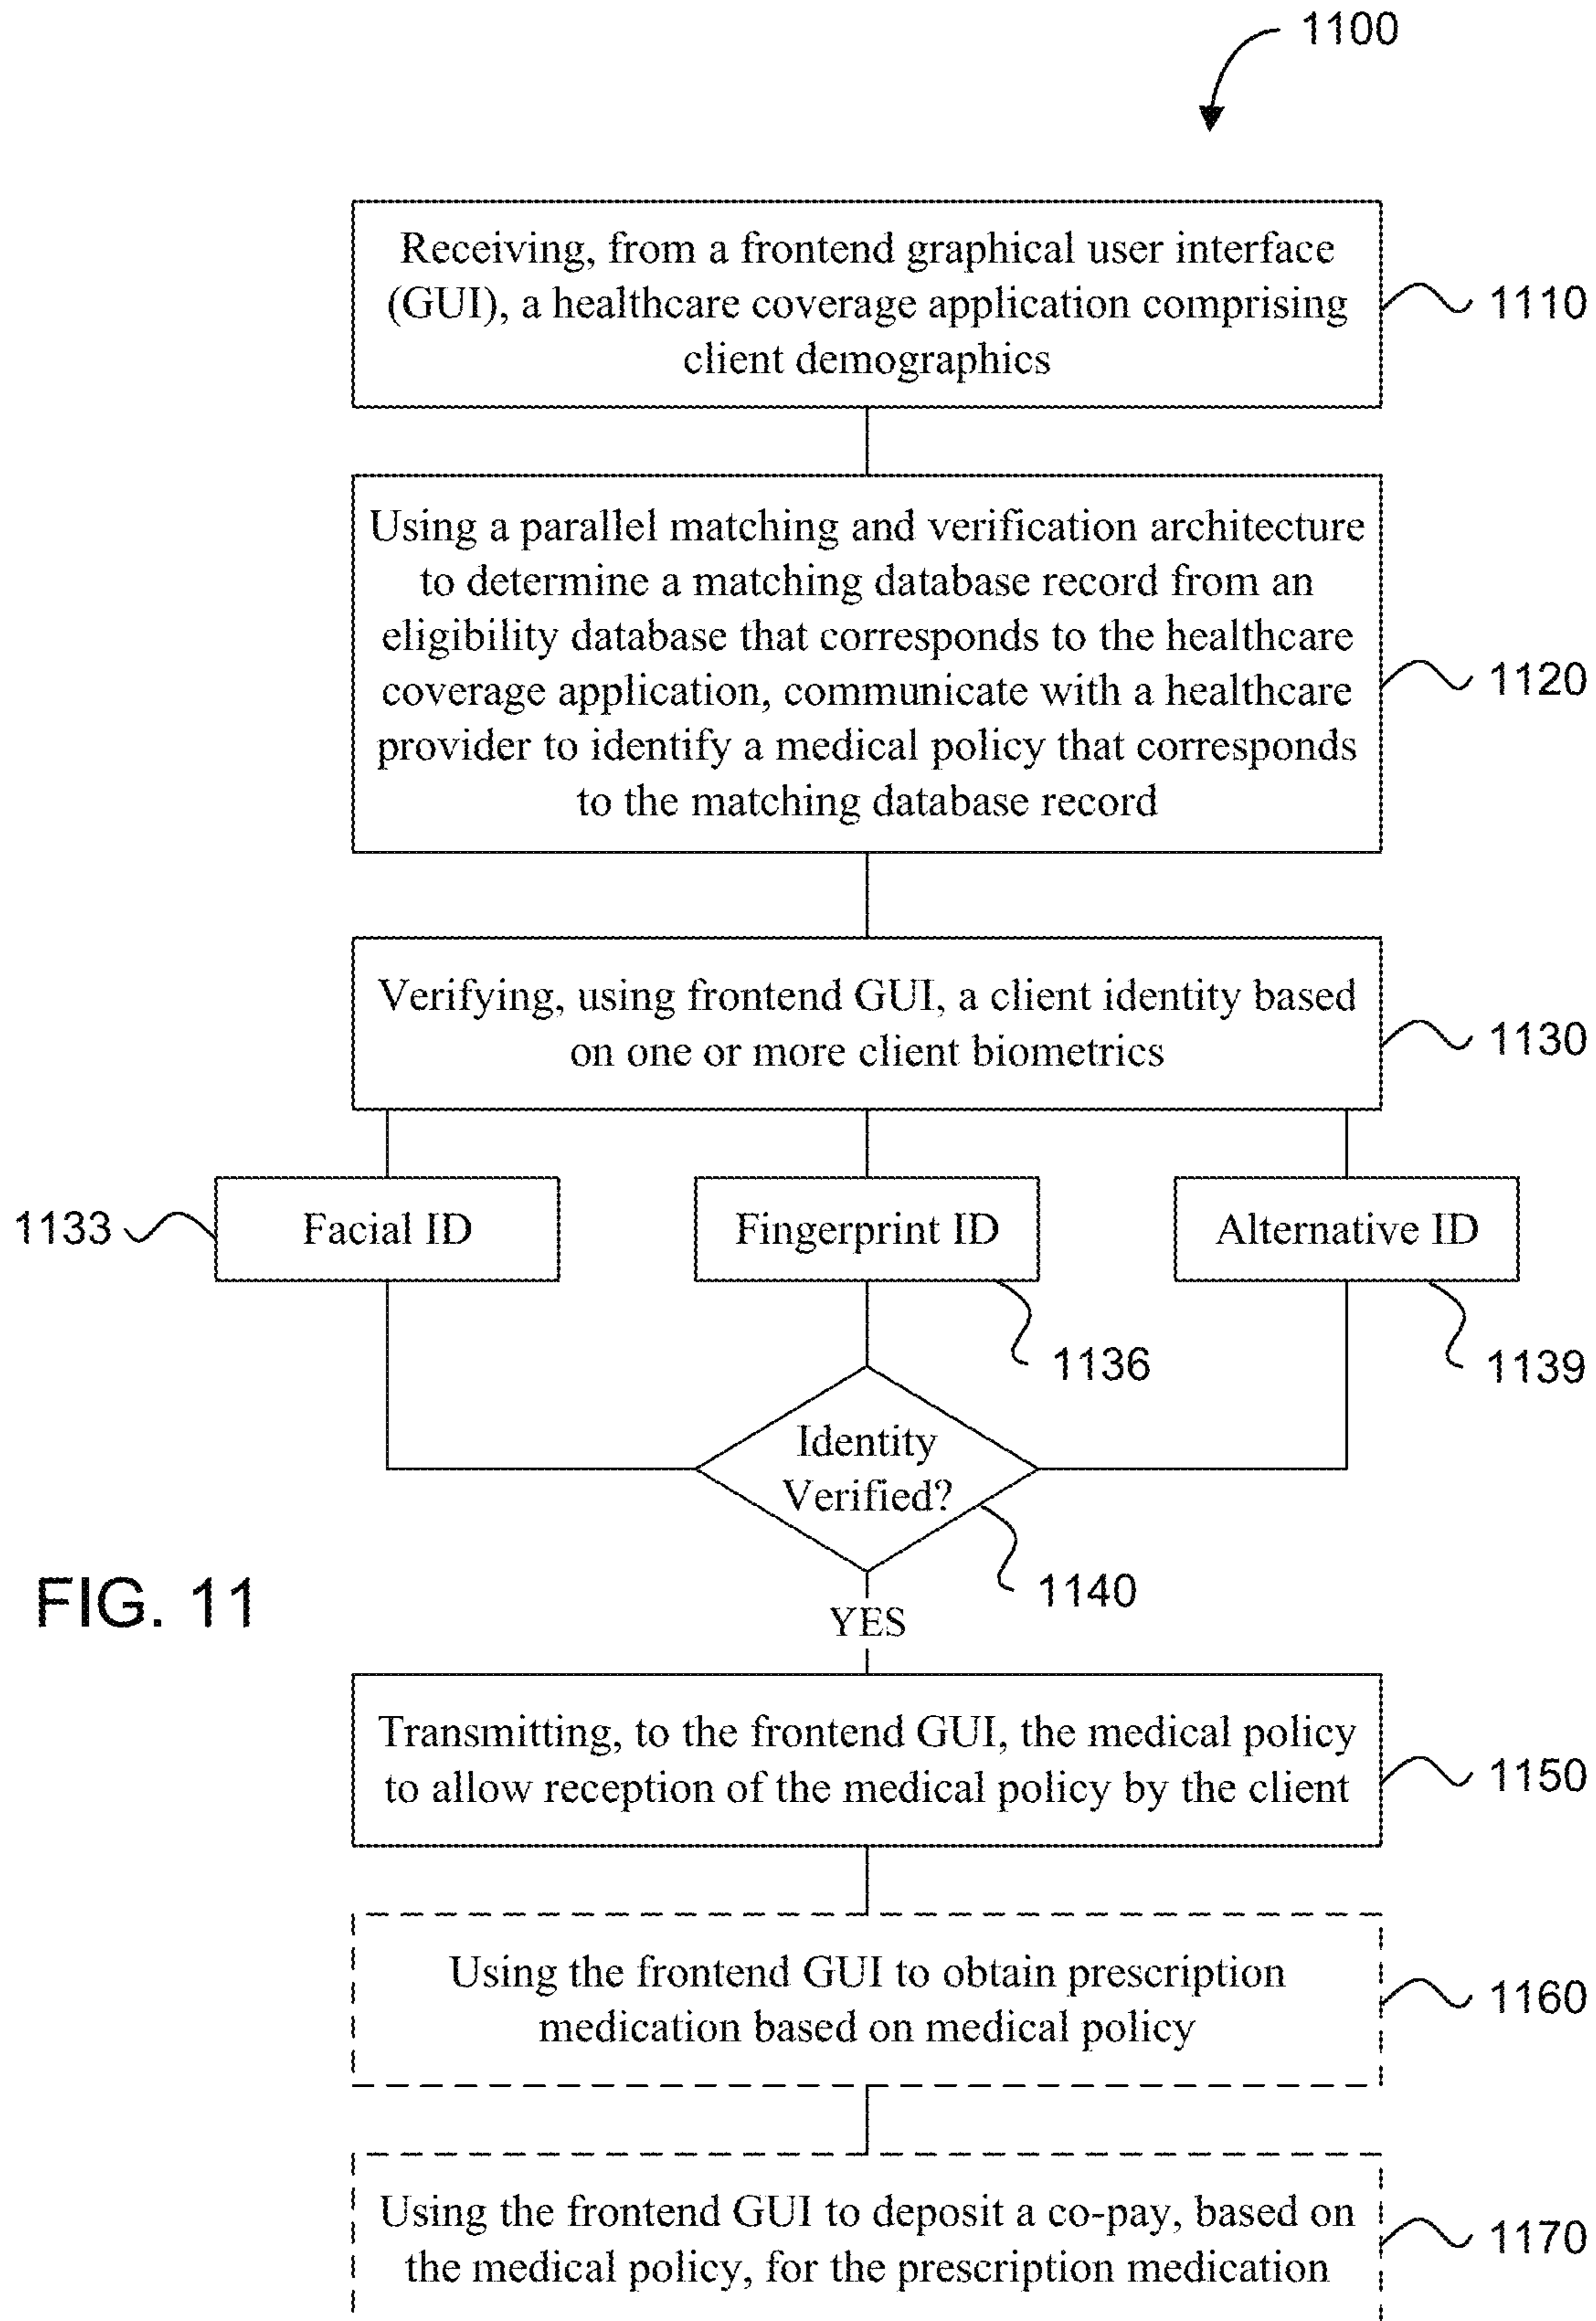 1100
Receiving, from a frontend graphical user interface
(GUI), a healthcare coverage application comprising
client demographics
1110
Using a parallel matching and verification architecture
to determine a matching database record from an
eligibility database that corresponds to the healthcare
coverage application, communicate with a healthcare
provider to identify a medical policy that corresponds
to the matching database record
1120
Verifying, using frontend GUI, a client identity based
on one or more client biometrics
1130
1133
Facial ID
Fingerprint ID
Alternative ID
1136
1139
Identity
Verified?
1140
FIG. 11
YES
Transmitting, to the frontend GUI, the medical policy
to allow reception of the medical policy by the client
1150
Using the frontend GUI to obtain prescription
medication based on medical policy
1160
Using the frontend GUI to deposit a co-pay, based on
the medical policy, for the prescription medication
1170